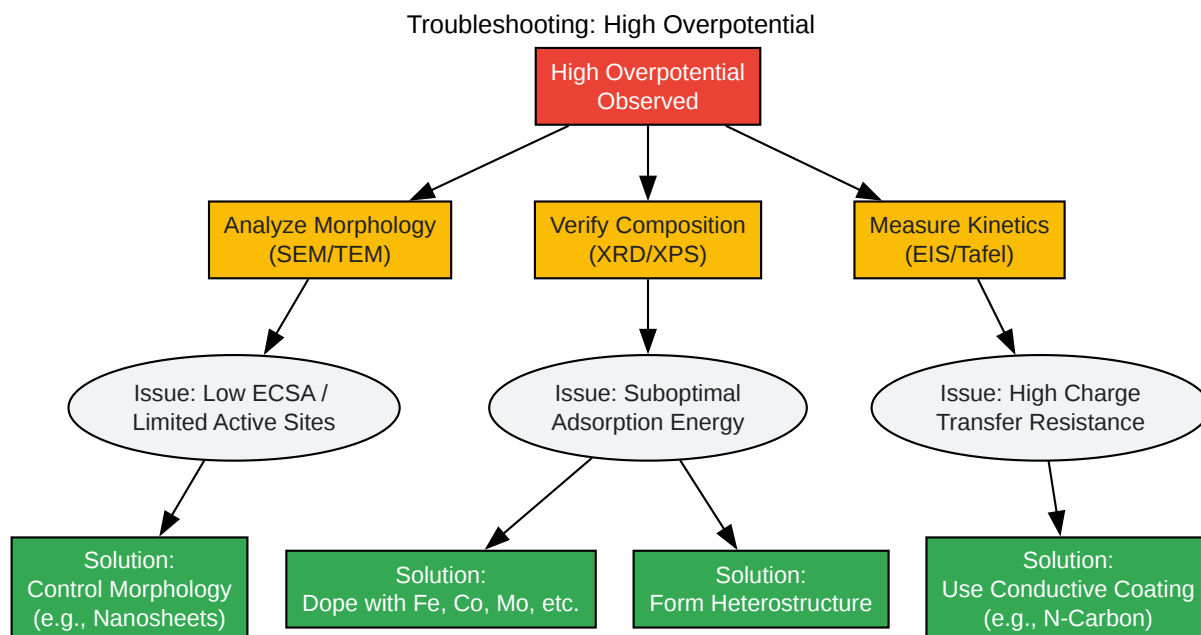 Troubleshooting: High Overpotential
High Overpotential
Observed
Analyze Morphology
(SEM/TEM)
Verify Composition
(XRD/XPS)
Measure Kinetics
(EIS/Tafel)
Issue: Low ECSA /
Limited Active Sites
Issue: Suboptimal
Adsorption Energy
Issue: High Charge
Transfer Resistance
Solution:
Control Morphology
(e.g., Nanosheets)
Solution:
Dope with Fe, Co, Mo, etc.
Solution:
Form Heterostructure
Solution:
Use Conductive Coating
(e.g., N-Carbon)